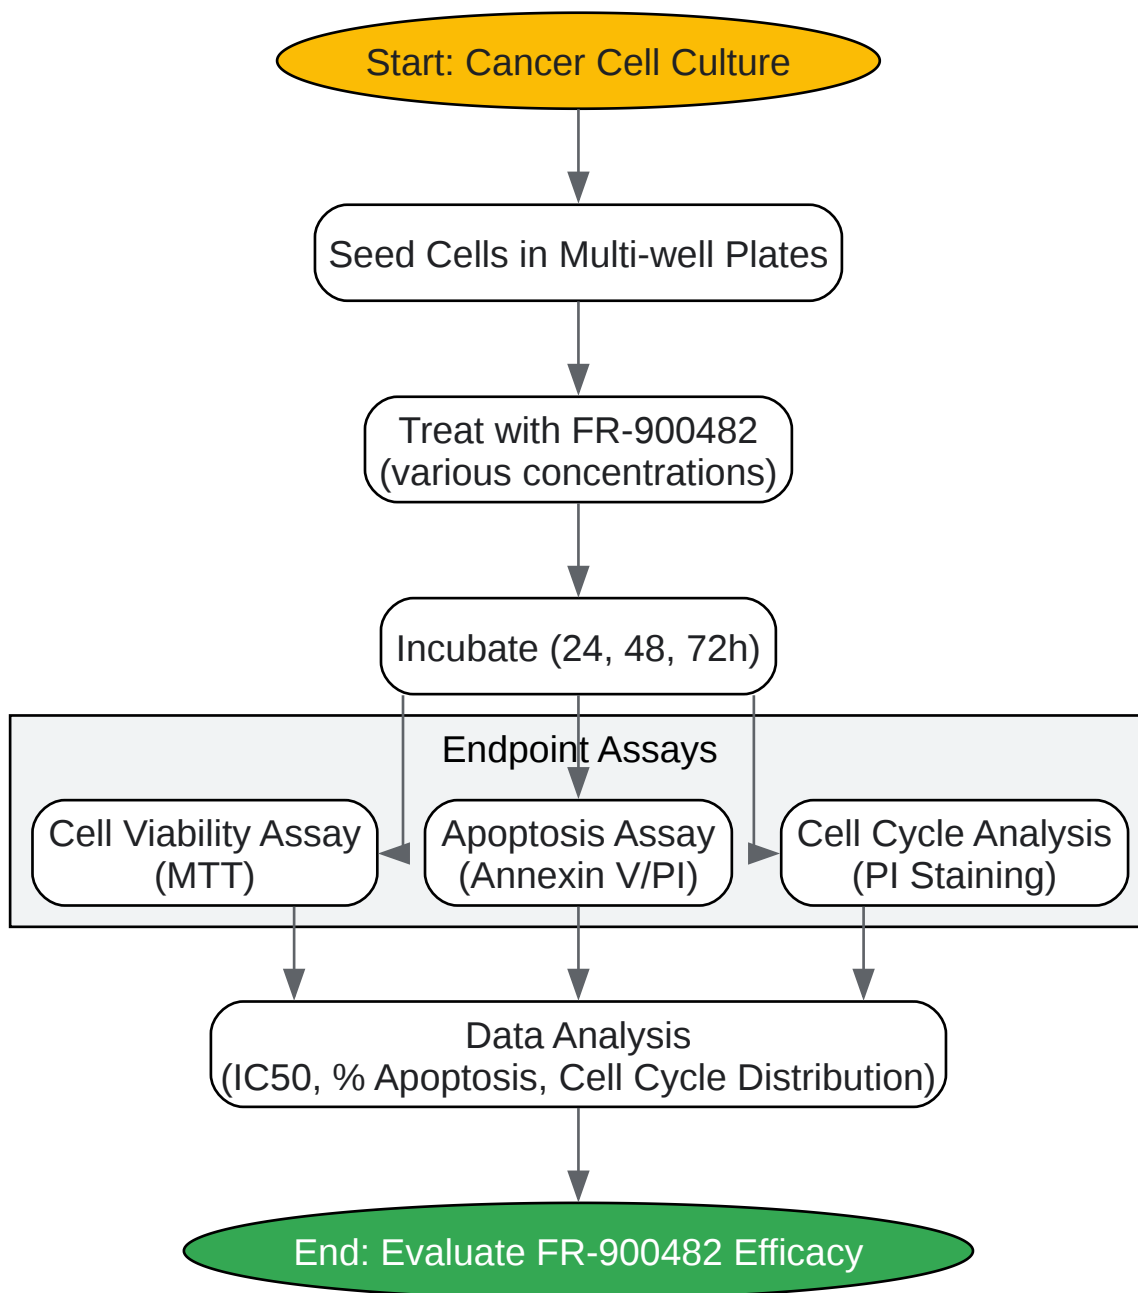 Start: Cancer Cell Culture
Seed Cells in Multi-well Plates
Treat with FR-900482
(various concentrations)
Incubate (24, 48, 72h)
Endpoint Assays
Cell Viability Assay
(MTT)
Apoptosis Assay
(Annexin V/PI)
Cell Cycle Analysis
(PI Staining)
Data Analysis
(IC50, % Apoptosis, Cell Cycle Distribution)
End: Evaluate FR-900482 Efficacy